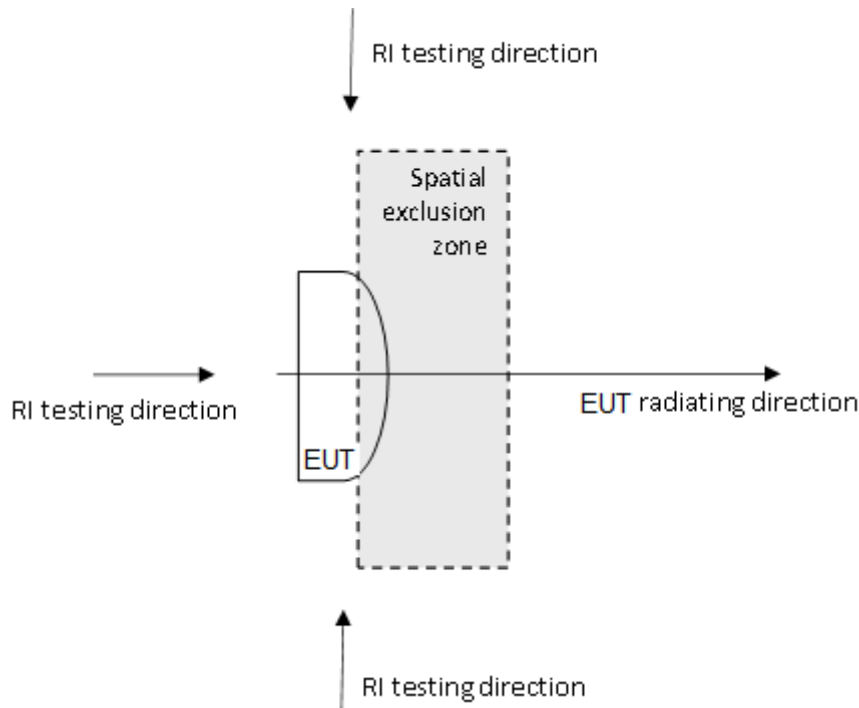 RI testing direction
Spatial
exclusion
zone
RI testing direction
EUT radiating direction
EUT
RI testing direction